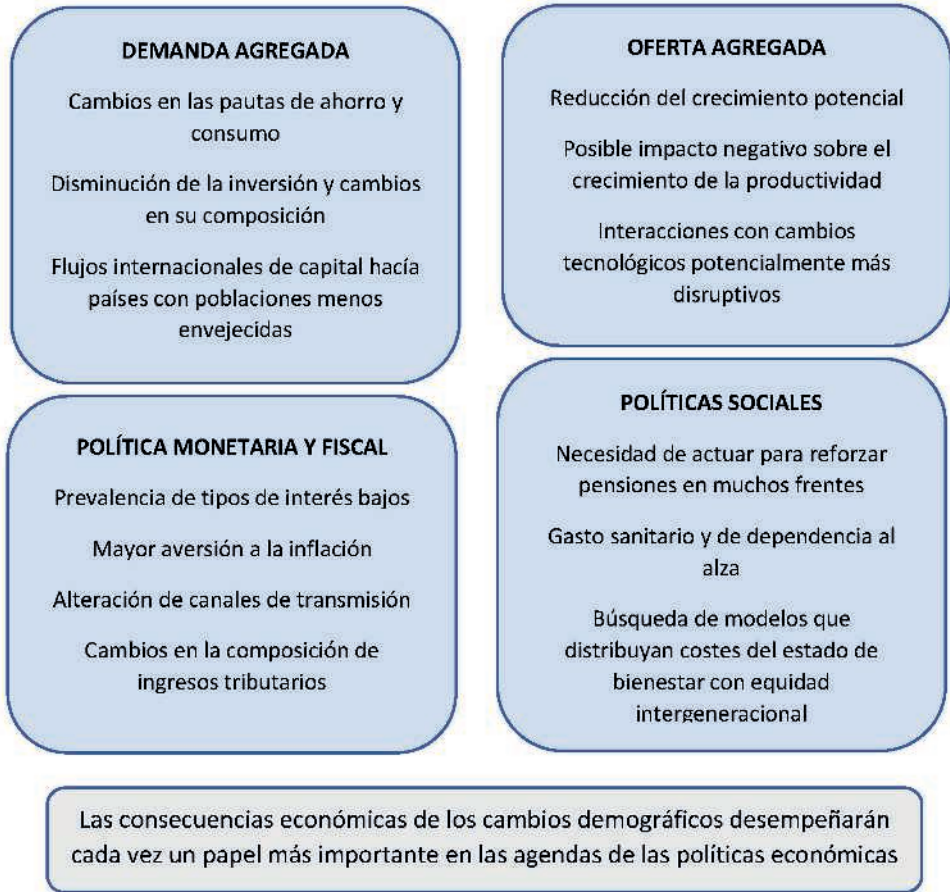 DEMANDA AGREGADA
Cambios en las pautas de ahorro y
consumo
Disminución de la inversión y cambios
en su composición
Flujos internacionales de capital hacía
países con poblaciones menos
envejecidas
OFERTA AGREGADA
Reducción del crecimiento potencial
Posible impacto negativo sobre el
crecimiento de la productividad
Interacciones con cambios
tecnológicos potencialmente más
disruptivos
POLÍTICA MONETARIA Y FISCAL
Prevalencia de tipos de interés bajos
Mayor aversión a la inflación
Alteración de canales de transmisión
Cambios en la composición de
ingresos tributarios
POLÍTICAS SOCIALES
Necesidad de actuar para reforzar
pensiones en muchos frentes
Gasto sanitario y de dependencia al
alza
Búsqueda de modelos que
distribuyan costes del estado de
bienestar con equidad
intergeneracional
Las consecuencias económicas de los cambios demográficos desempeñarán
cada vez un papel más importante en las agendas de las políticas económicas